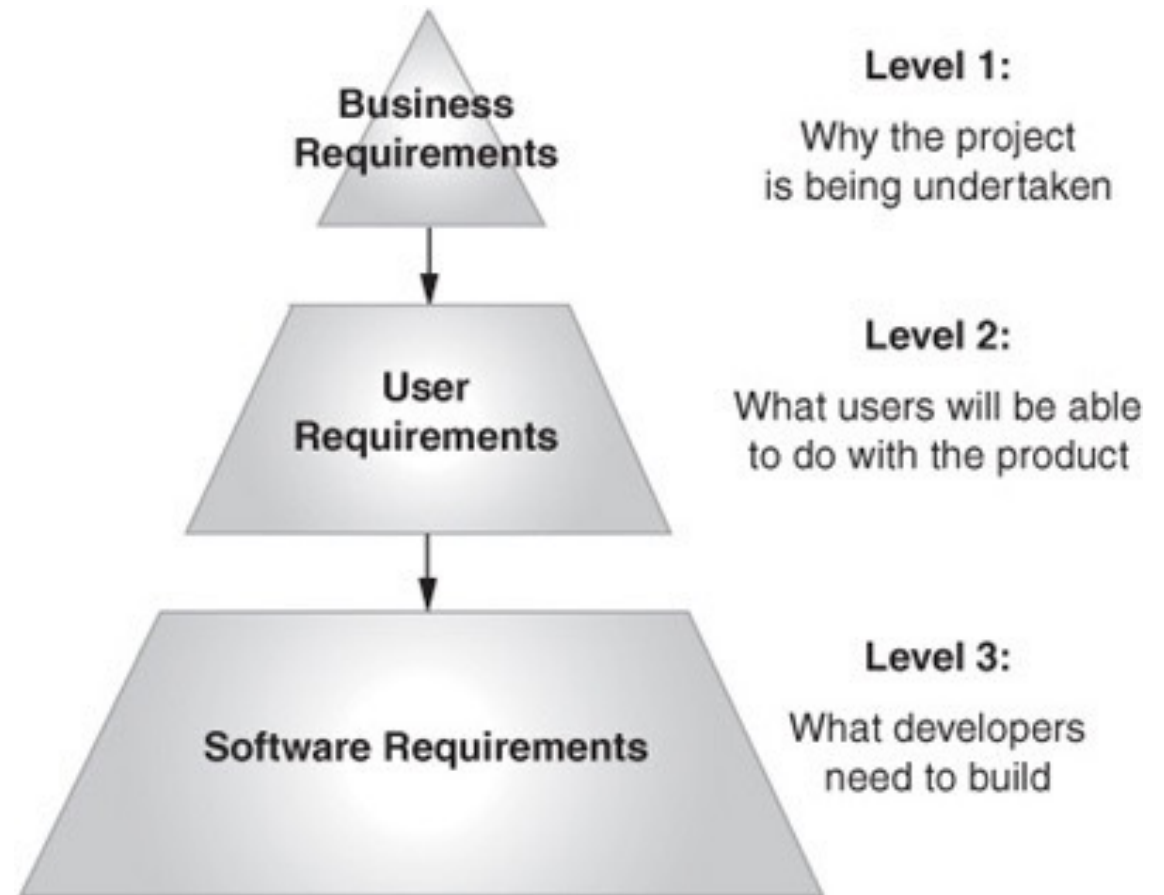 Business
Requirements
Level 1:
Why the project
is being undertaken
User
Requirements
Level 2:
What users will be able
to do with the product
Software Requirements
Level 3:
What developers
need to build